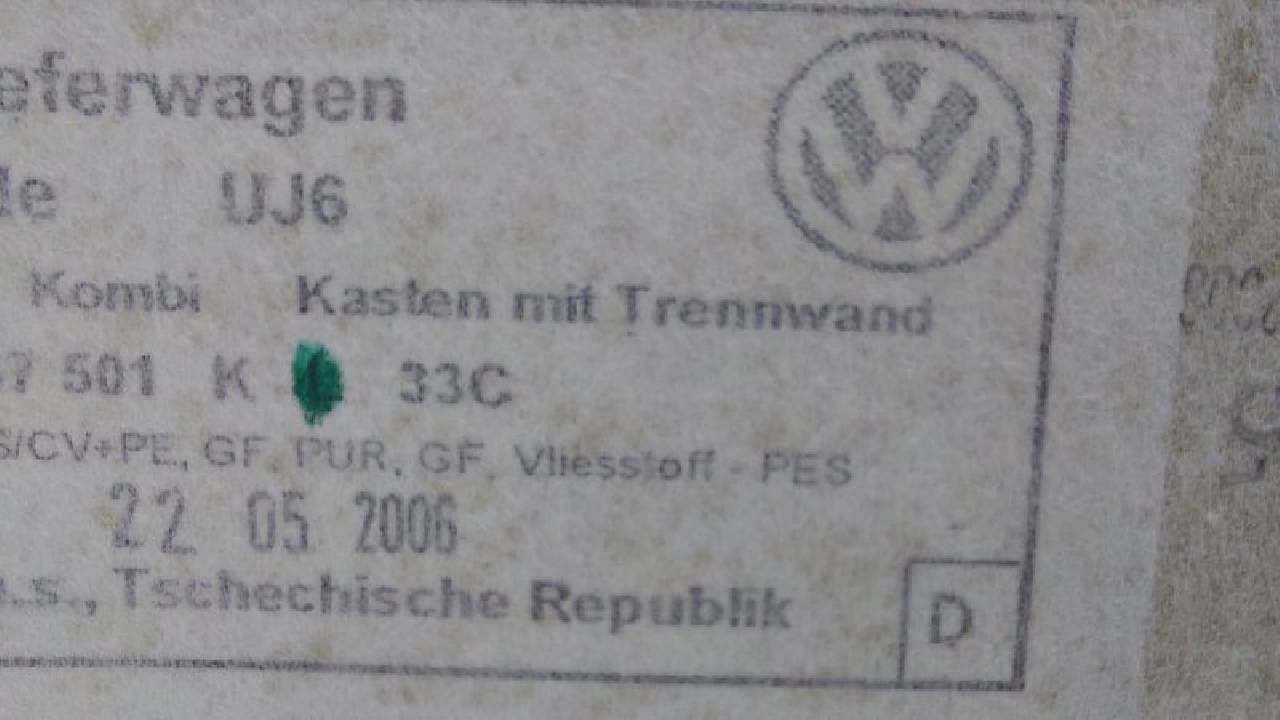 eferwagen
de UJ6
Kombi Kasten mit Trennwand
67 501 K 33C
S/CV+PE, GF, PUR, GF, Vliesstoff - PES
22 05 2006
a.s., Tschechische Republik
D